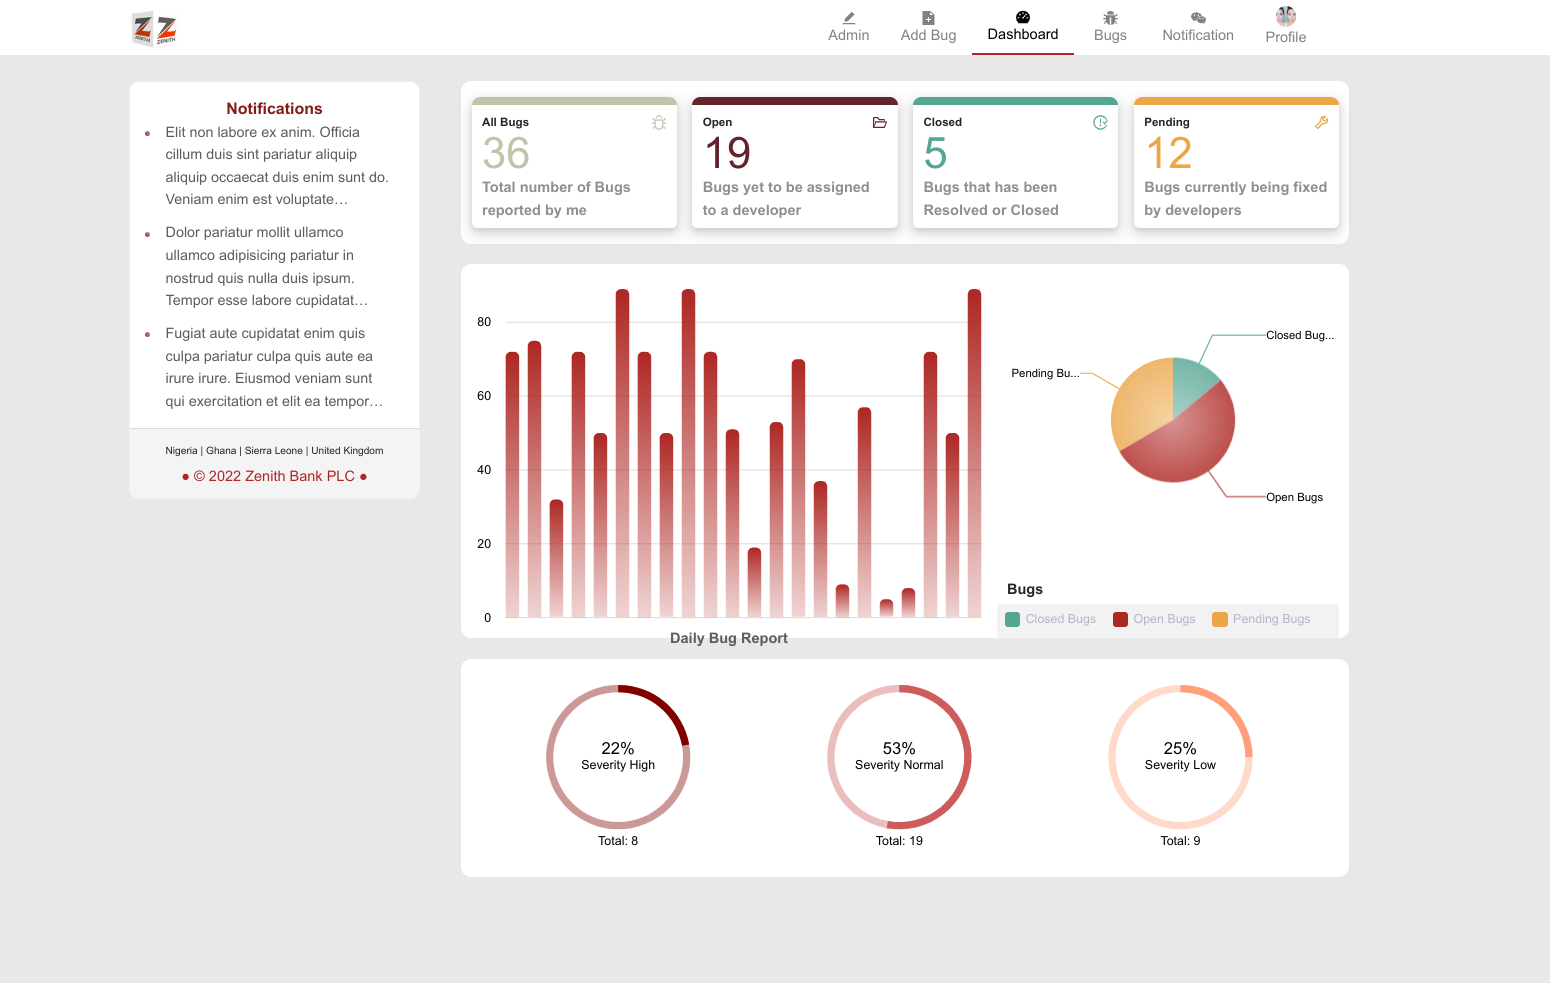 ZENITH
ZENITH
Admin
Add Bug
Dashboard
Bugs
Notification
Profile
Notifications
Elit non labore ex anim. Officia
cillum duis sint pariatur aliquip
aliquip occaecat duis enim sunt do.
Veniam enim est voluptate…
Dolor pariatur mollit ullamco
ullamco adipisicing pariatur in
nostrud quis nulla duis ipsum.
Tempor esse labore cupidatat…
Fugiat aute cupidatat enim quis
culpa pariatur culpa quis aute ea
irure irure. Eiusmod veniam sunt
qui exercitation et elit ea tempor…
Nigeria | Ghana | Sierra Leone | United Kingdom
● © 2022 Zenith Bank PLC ●
All Bugs
36
Total number of Bugs
reported by me
Open
19
Bugs yet to be assigned
to a developer
Closed
5
Bugs that has been
Resolved or Closed
Pending
12
Bugs currently being fixed
by developers
80
60
40
20
0
Daily Bug Report
Closed Bug...
Pending Bu...
Open Bugs
Bugs
Closed Bugs
Open Bugs
Pending Bugs
22%
Severity High
Total: 8
53%
Severity Normal
Total: 19
25%
Severity Low
Total: 9